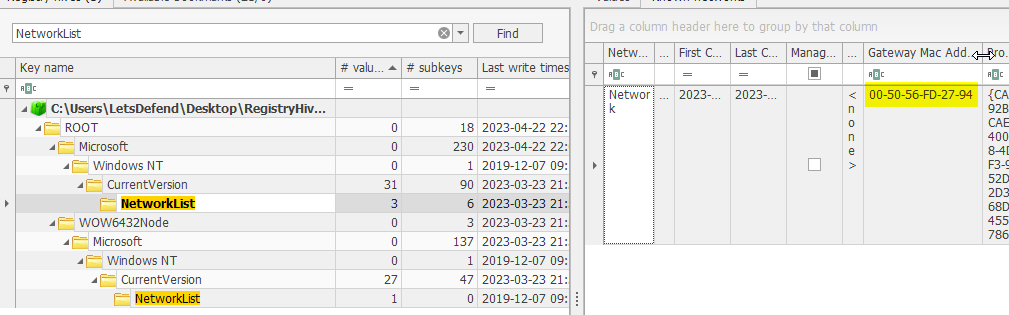 NetworkList
Find
Key name # valu... # subkeys Last write times
= = =
C:\Users\LetsDefend\Desktop\RegistryHiv...
ROOT 0 18 2023-04-22 22:
Microsoft 0 230 2023-04-22 22:
Windows NT 0 1 2019-12-07 09:
CurrentVersion 31 90 2023-03-23 21:
NetworkList 3 6 2023-03-23 21:
WOW6432Node 0 3 2023-03-23 21:
Microsoft 0 137 2023-03-23 21:
Windows NT 0 1 2019-12-07 09:
CurrentVersion 27 47 2023-03-23 21:
NetworkList 1 0 2019-12-07 09:
Drag a column header here to group by that column
Netw... ... First C... Last C... Manag... ... Gateway Mac Add... Pro...
= =
Network ... 2023-... 2023-... <none> 00-50-56-FD-27-94
{CA
92B
CAE
400
8-4D
F3-9
52D
2D3
68D
455
786